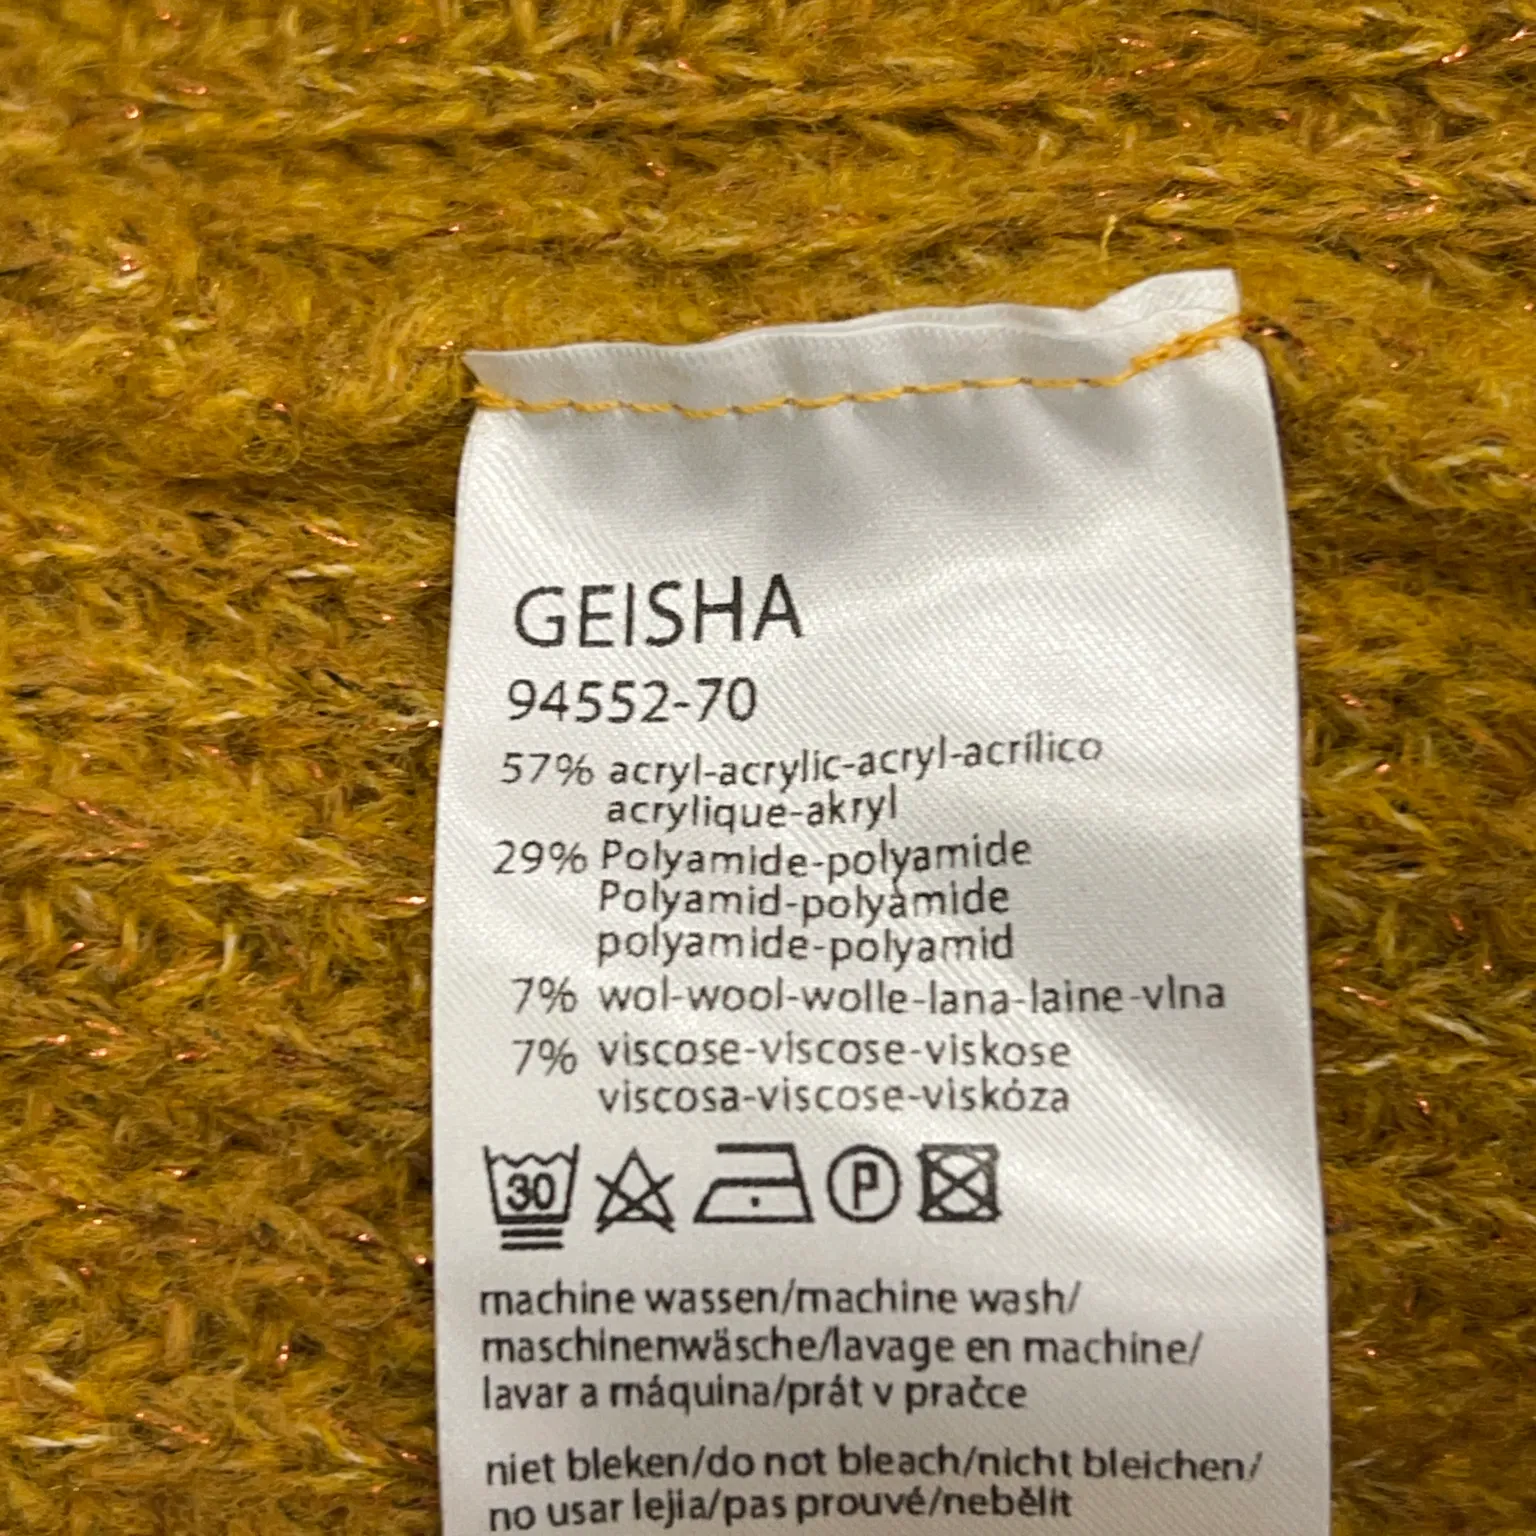 GEISHA
94552-70
57% acryl-acrylic-acryl-acrílico
acrylique-akryl
29% Polyamide-polyamide
Polyamid-polyàmide
polyamide-polyamid
7% wol-wool-wolle-lana-laine-vlna
7% viscose-viscose-viskose
viscosa-viscose-viskóza
30 P
machine wassen/machine wash/
maschinenwäsche/lavage en machine/
lavar a máquina/prát v pračce
niet bleken/do not bleach/nicht bleichen/
no usar lejia/pas prouvé/nebělit